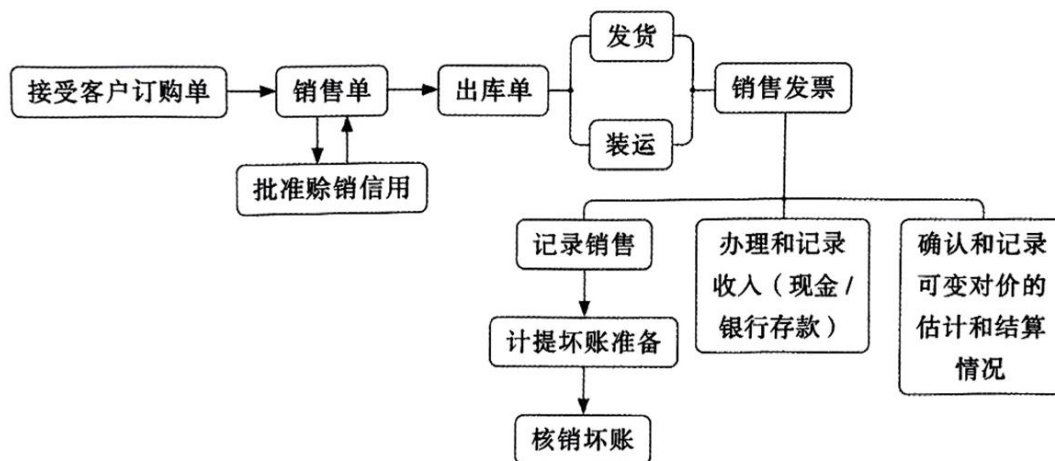 发货
接受客户订购单
销售单
出库单
销售发票
装运
批准赊销信用
记录销售
办理和记录
收入（现金/
银行存款）
确认和记录
可变对价的
估计和结算
情况
计提坏账准备
核销坏账